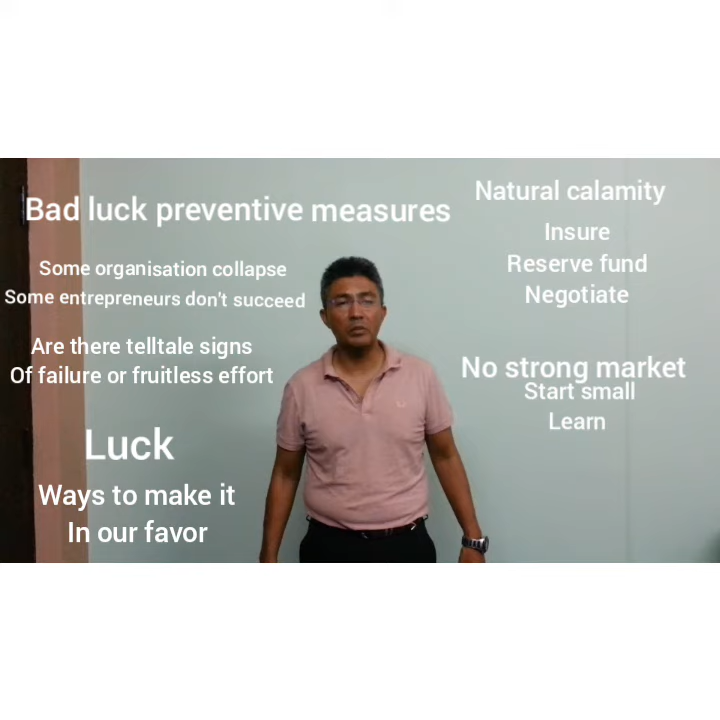 Bad luck preventive measures
Some organisation collapse
Some entrepreneurs don't succeed
Are there telltale signs
Of failure or fruitless effort
Luck
Ways to make it
In our favor
Natural calamity
Insure
Reserve fund
Negotiate
No strong market
Start small
Learn